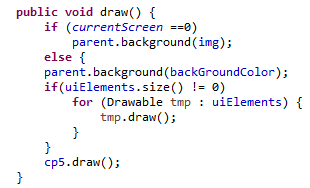 public void draw() {
    if (currentScreen ==0)
        parent.background(img);
    else {
    parent.background(backGroundColor);
    if(uiElements.size() != 0)
        for (Drawable tmp : uiElements) {
            tmp.draw();
        }
    }
    cp5.draw();
}